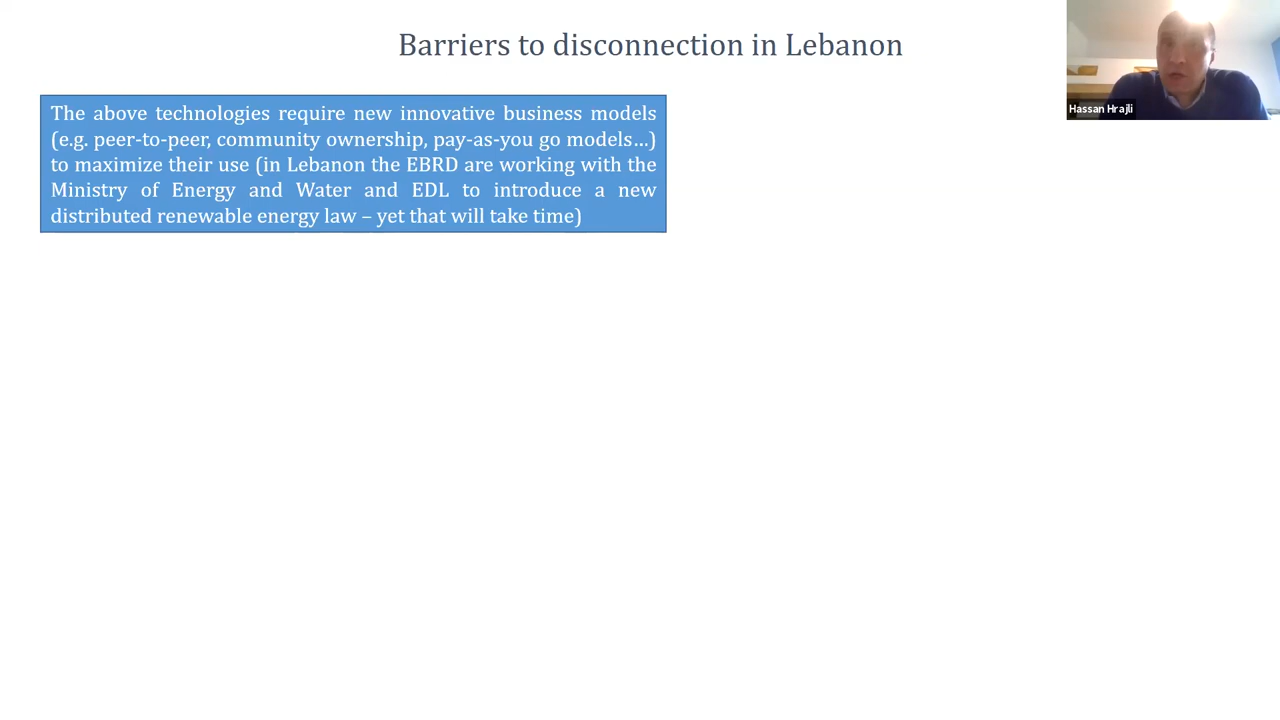 Barriers to disconnection in Lebanon
Hassan Hrajli
The above technologies require new innovative business models
(e.g. peer-to-peer, community ownership, pay-as-you go models...)
to maximize their use (in Lebanon the EBRD are working with the
Ministry of Energy and Water and EDL to introduce a new
distributed renewable energy law – yet that will take time)